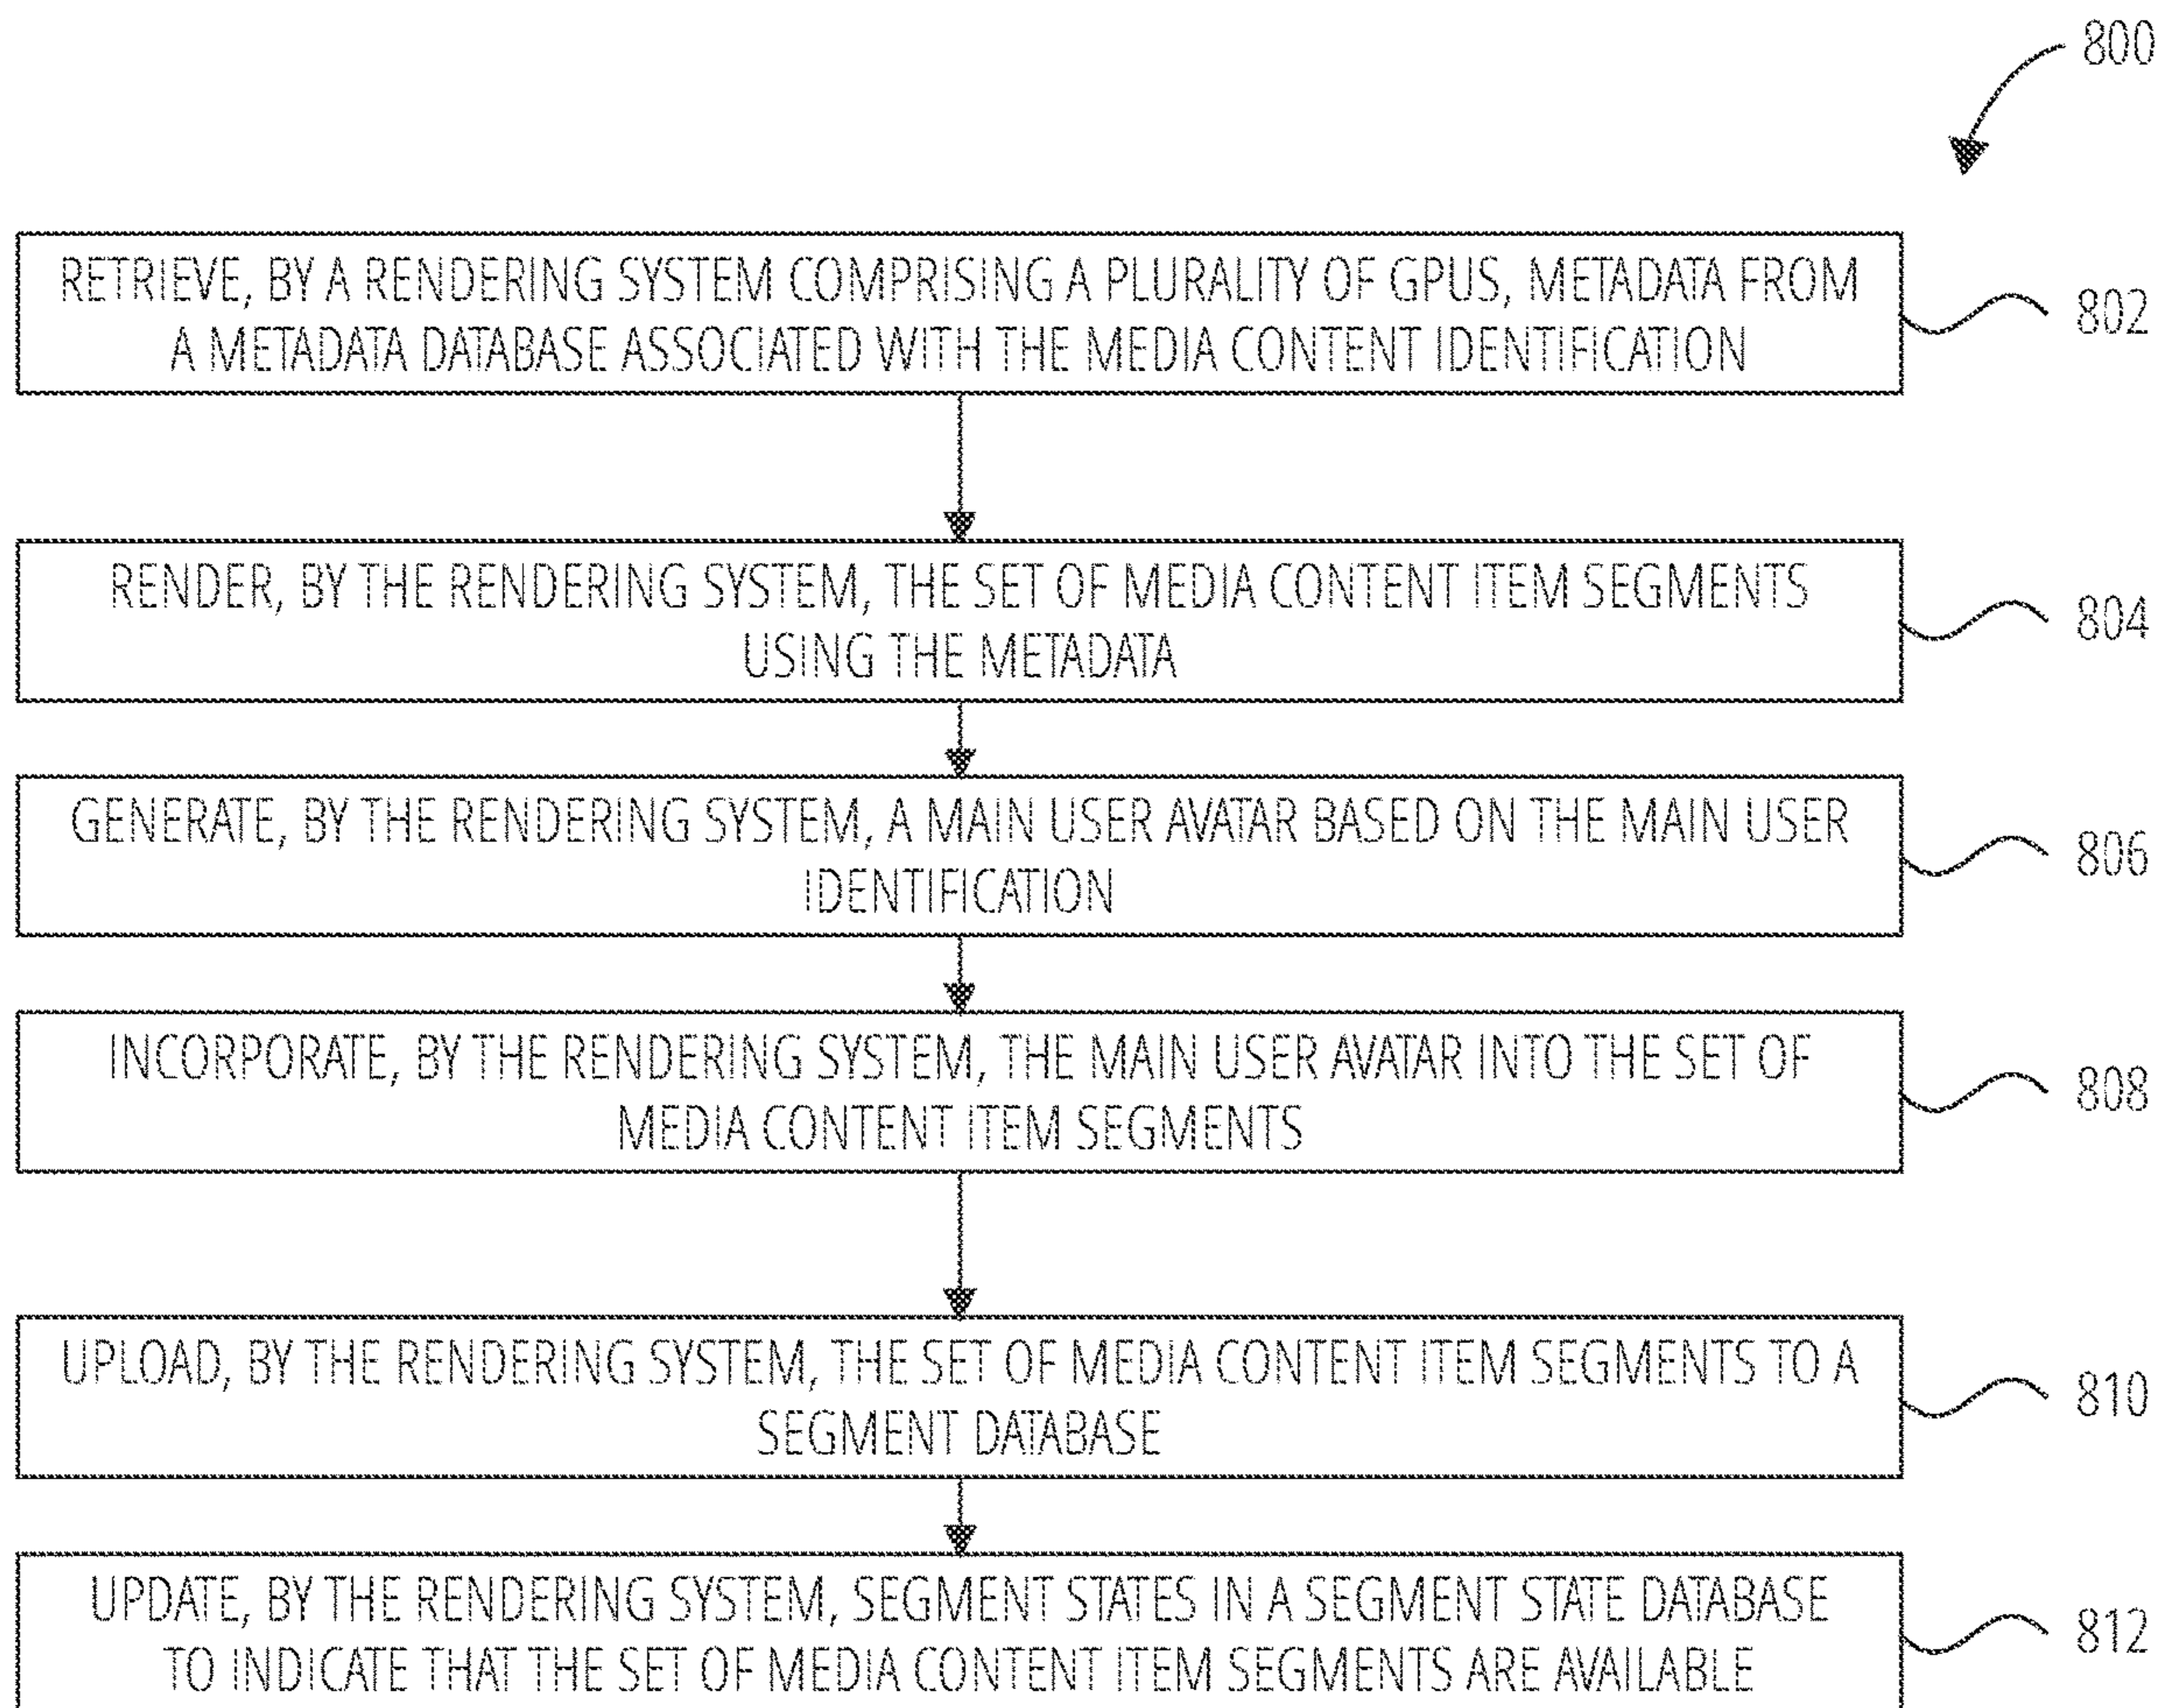 800
RETRIEVE, BY A RENDERING SYSTEM COMPRISING A PLURALITY OF GPUS, METADATA FROM
A METADATA DATABASE ASSOCIATED WITH THE MEDIA CONTENT IDENTIFICATION
802
RENDER, BY THE RENDERING SYSTEM, THE SET OF MEDIA CONTENT ITEM SEGMENTS
USING THE METADATA
804
GENERATE, BY THE RENDERING SYSTEM, A MAIN USER AVATAR BASED ON THE MAIN USER
IDENTIFICATION
806
INCORPORATE, BY THE RENDERING SYSTEM, THE MAIN USER AVATAR INTO THE SET OF
MEDIA CONTENT ITEM SEGMENTS
808
UPLOAD, BY THE RENDERING SYSTEM, THE SET OF MEDIA CONTENT ITEM SEGMENTS TO A
SEGMENT DATABASE
810
UPDATE, BY THE RENDERING SYSTEM, SEGMENT STATES IN A SEGMENT STATE DATABASE
TO INDICATE THAT THE SET OF MEDIA CONTENT ITEM SEGMENTS ARE AVAILABLE
812